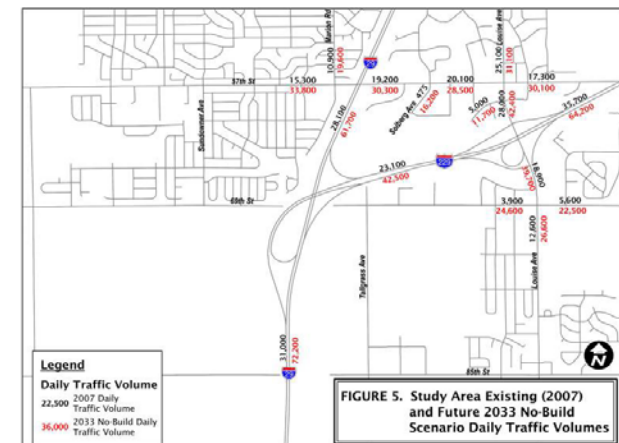 Marion Rd
10,900
19,600
29
25,100
Louise Ave
31,100
57th St
15,300
33,800
19,200
30,300
20,100
28,500
17,300
30,100
Solberg Ave
475
16,200
5,000
11,700
28,000
42,400
35,700
64,200
28,100
61,700
Sundowner Ave
23,100
42,500
229
18,900
39,700
69th St
3,900
24,600
5,600
22,500
12,600
26,600
Tallgrass Ave
Louise Ave
31,000
72,200
29
85th St
N
Legend
Daily Traffic Volume
22,500 2007 Daily
Traffic Volume
36,000 2033 No-Build Daily
Traffic Volume
FIGURE 5. Study Area Existing (2007)
and Future 2033 No-Build
Scenario Daily Traffic Volumes